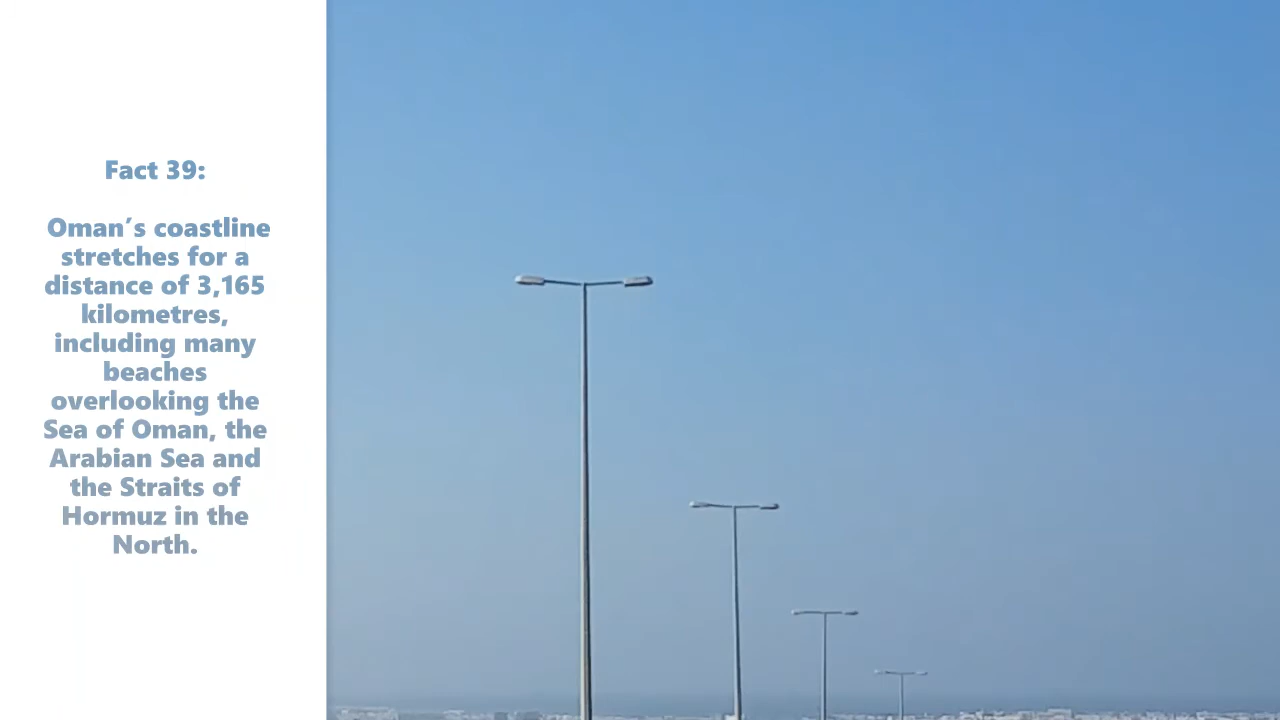 Fact 39:
Oman’s coastline
stretches for a
distance of 3,165
kilometres,
including many
beaches
overlooking the
Sea of Oman, the
Arabian Sea and
the Straits of
Hormuz in the
North.